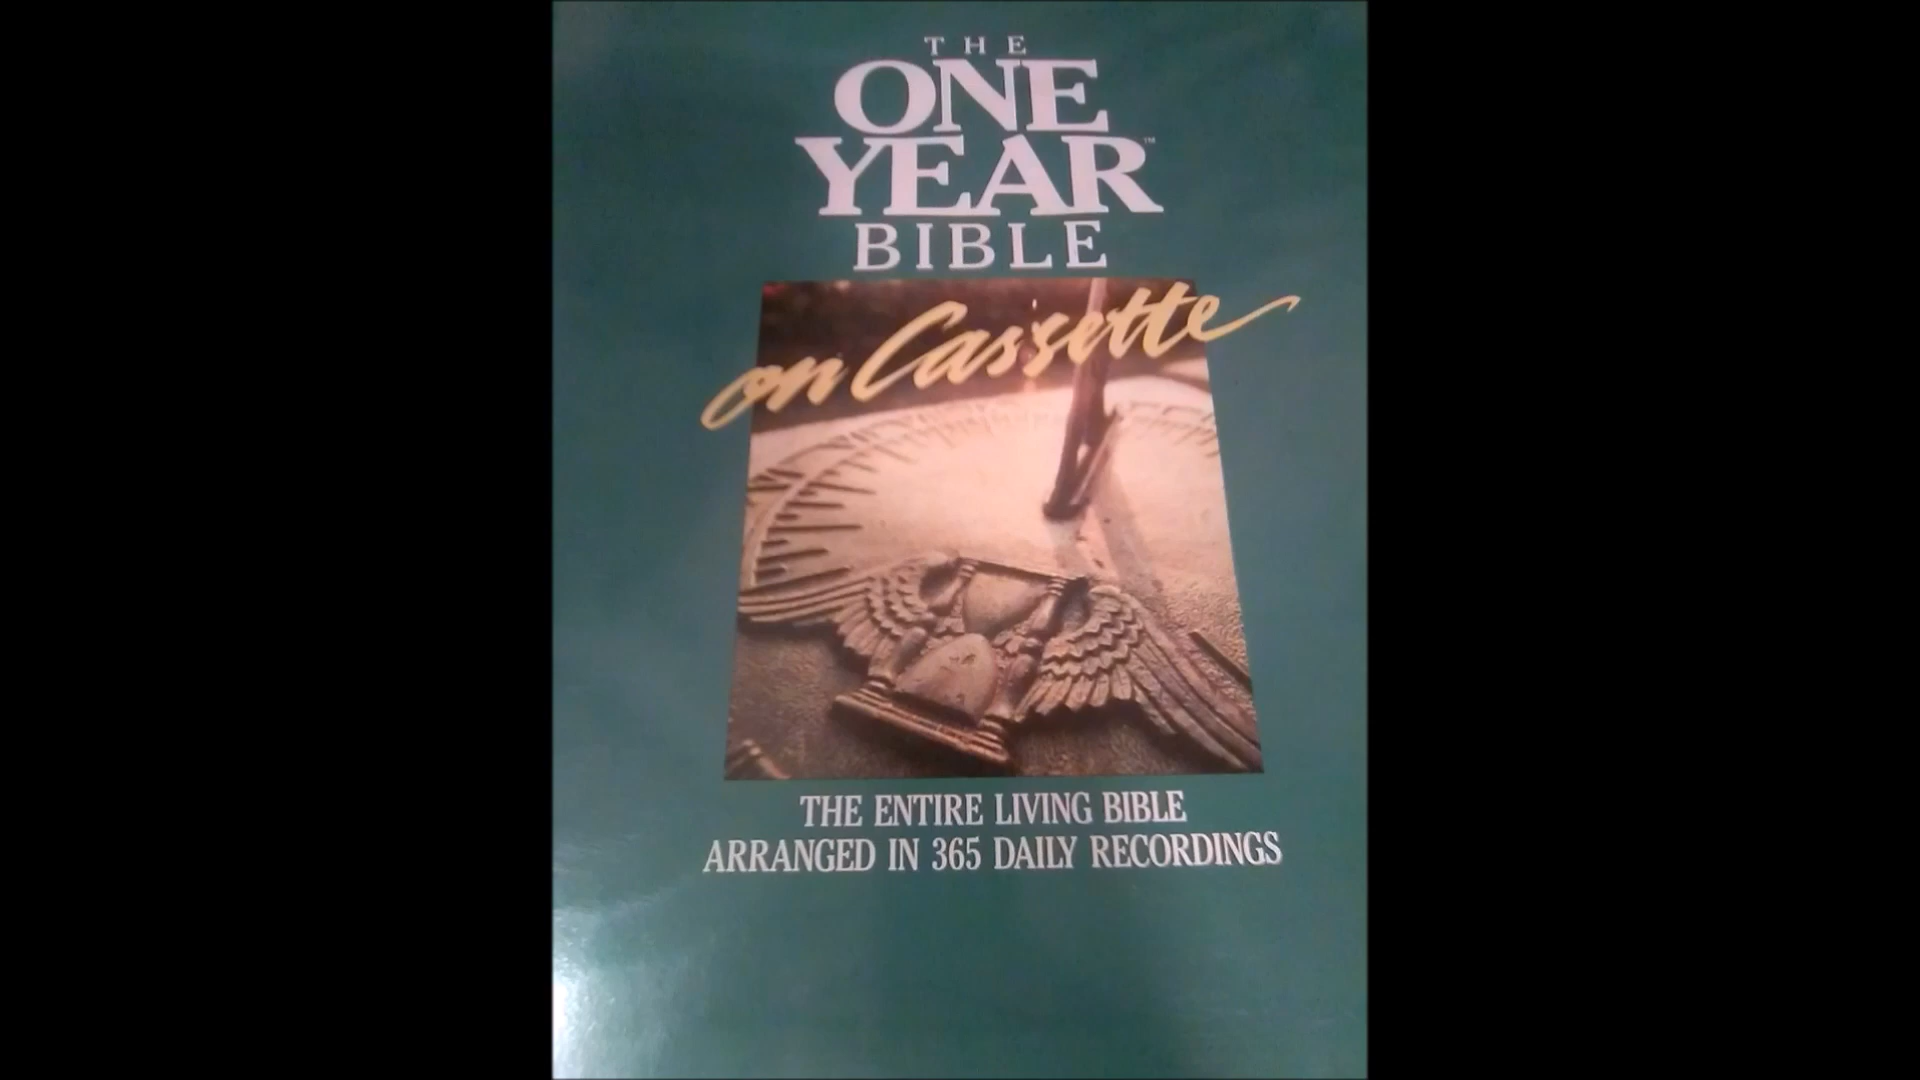 THE
ONE
YEAR™
BIBLE
on Cassette
THE ENTIRE LIVING BIBLE
ARRANGED IN 365 DAILY RECORDINGS